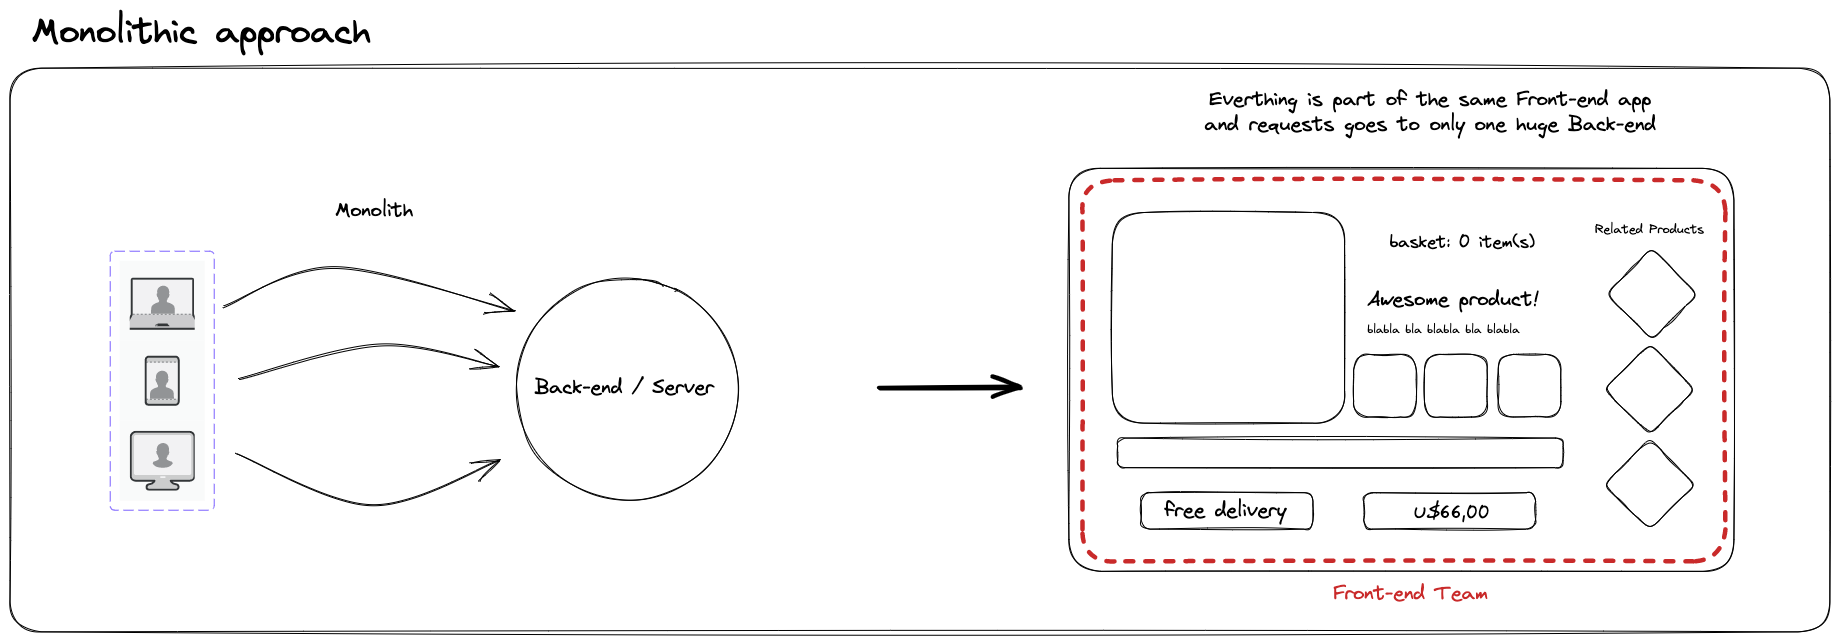 Monolithic approach
Everthing is part of the same Front-end app
and requests goes to only one huge Back-end
Monolith
Back-end / Server
basket: 0 item(s)
Related Products
Awesome product!
blabla bla blabla bla blabla
free delivery
U$66,00
Front-end Team